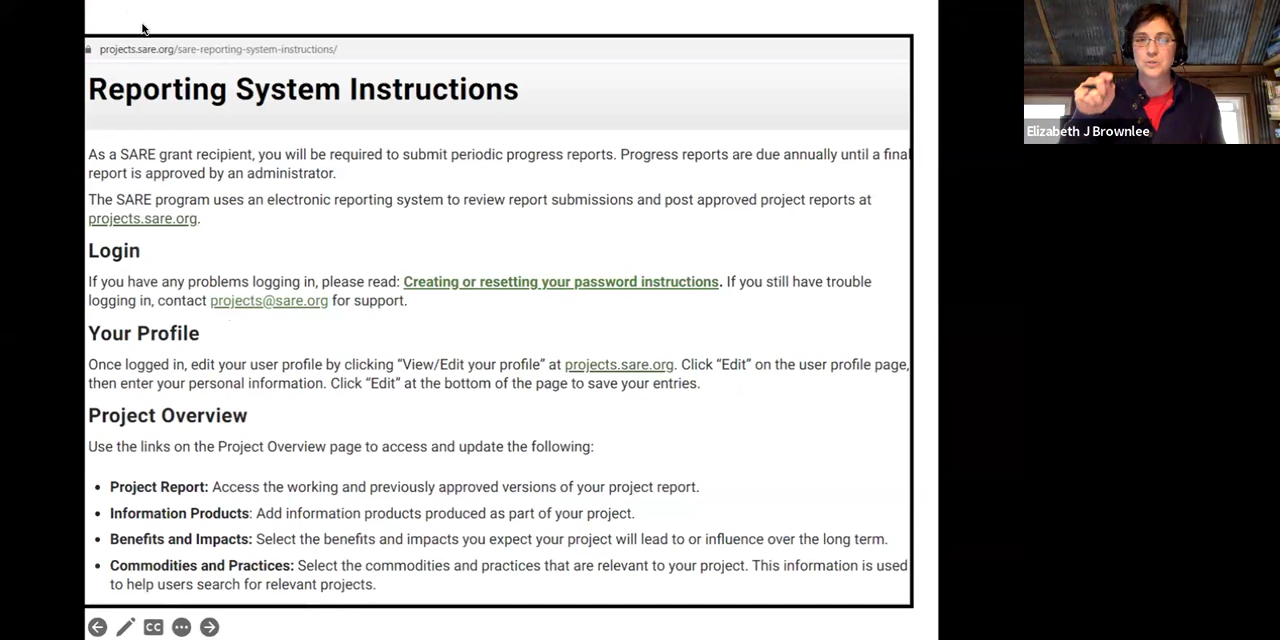 projects.sare.org/sare-reporting-system-instructions/
Reporting System Instructions
As a SARE grant recipient, you will be required to submit periodic progress reports. Progress reports are due annually until a final
report is approved by an administrator.
The SARE program uses an electronic reporting system to review report submissions and post approved project reports at
projects.sare.org.
Login
If you have any problems logging in, please read: Creating or resetting your password instructions. If you still have trouble
logging in, contact projects@sare.org for support.
Your Profile
Once logged in, edit your user profile by clicking “View/Edit your profile” at projects.sare.org. Click “Edit” on the user profile page,
then enter your personal information. Click “Edit” at the bottom of the page to save your entries.
Project Overview
Use the links on the Project Overview page to access and update the following:
• Project Report: Access the working and previously approved versions of your project report.
• Information Products: Add information products produced as part of your project.
• Benefits and Impacts: Select the benefits and impacts you expect your project will lead to or influence over the long term.
• Commodities and Practices: Select the commodities and practices that are relevant to your project. This information is used
to help users search for relevant projects.
CC
Elizabeth J Brownlee